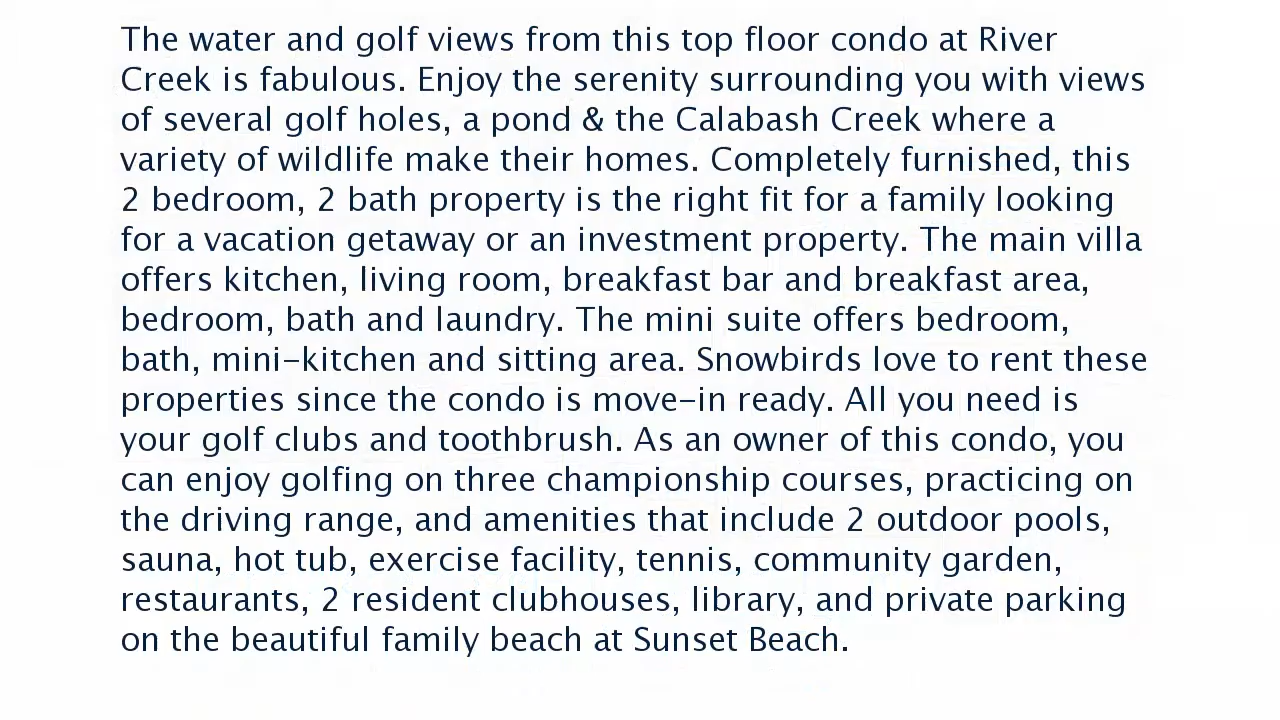 The water and golf views from this top floor condo at River
Creek is fabulous. Enjoy the serenity surrounding you with views
of several golf holes, a pond & the Calabash Creek where a
variety of wildlife make their homes. Completely furnished, this
2 bedroom, 2 bath property is the right fit for a family looking
for a vacation getaway or an investment property. The main villa
offers kitchen, living room, breakfast bar and breakfast area,
bedroom, bath and laundry. The mini suite offers bedroom,
bath, mini-kitchen and sitting area. Snowbirds love to rent these
properties since the condo is move-in ready. All you need is
your golf clubs and toothbrush. As an owner of this condo, you
can enjoy golfing on three championship courses, practicing on
the driving range, and amenities that include 2 outdoor pools,
sauna, hot tub, exercise facility, tennis, community garden,
restaurants, 2 resident clubhouses, library, and private parking
on the beautiful family beach at Sunset Beach.